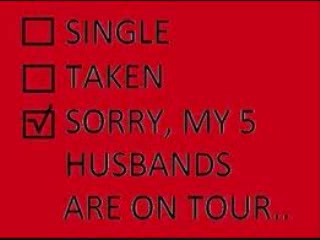 SINGLE
TAKEN
SORRY, MY 5
HUSBANDS
ARE ON TOUR..